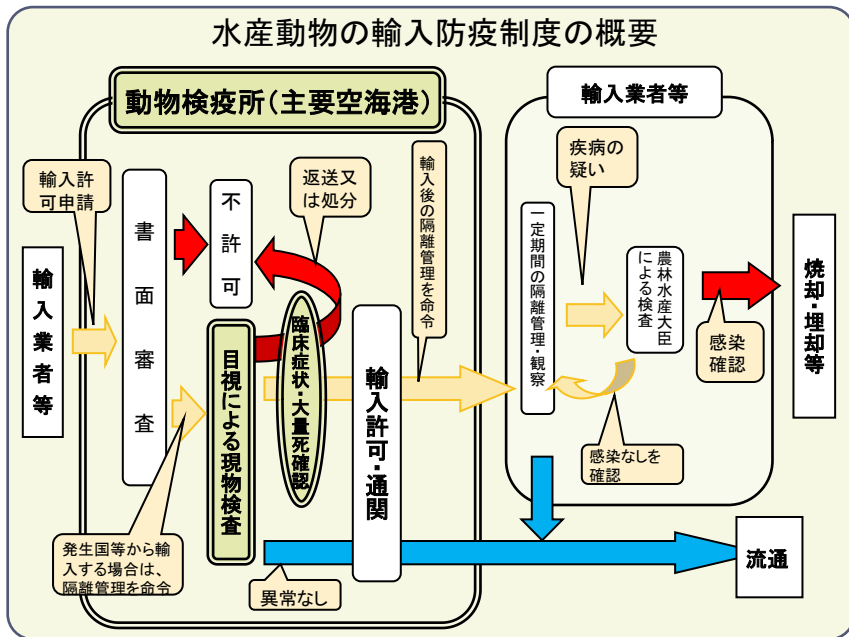 水産動物の輸入防疫制度の概要
動物検疫所(主要空海港)
輸入業者等
輸入許
可申請
書面審査
不許可
返送又
は処分
輸入後の隔離管理を命令
疾病の
疑い
輸入業者等
目視による現物検査
臨床症状・大量死確認
輸入許可・通関
一定期間の隔離管理・観察
農林水産大臣
による検査
感染
確認
焼却・埋却等
感染なしを
確認
発生国等から輸
入する場合は、
隔離管理を命令
異常なし
流通